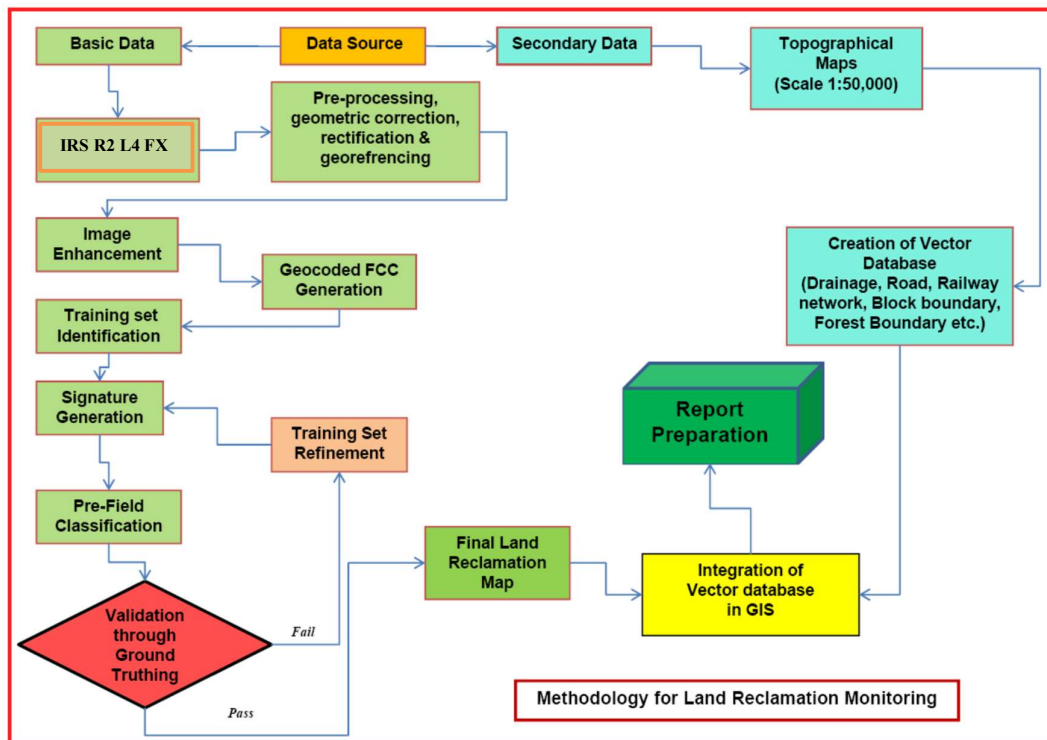 Basic Data
Data Source
Secondary Data
Topographical
Maps
(Scale 1:50,000)
IRS R2 L4 FX
Pre-processing,
geometric correction,
rectification &
georefrencing
Image
Enhancement
Geocoded FCC
Generation
Creation of Vector
Database
(Drainage, Road, Railway
network, Block boundary,
Forest Boundary etc.)
Training set
Identification
Signature
Generation
Training Set
Refinement
Report
Preparation
Pre-Field
Classification
Final Land
Reclamation
Map
Integration of
Vector database
in GIS
Validation
through
Ground
Truthing
Fail
Pass
Methodology for Land Reclamation Monitoring